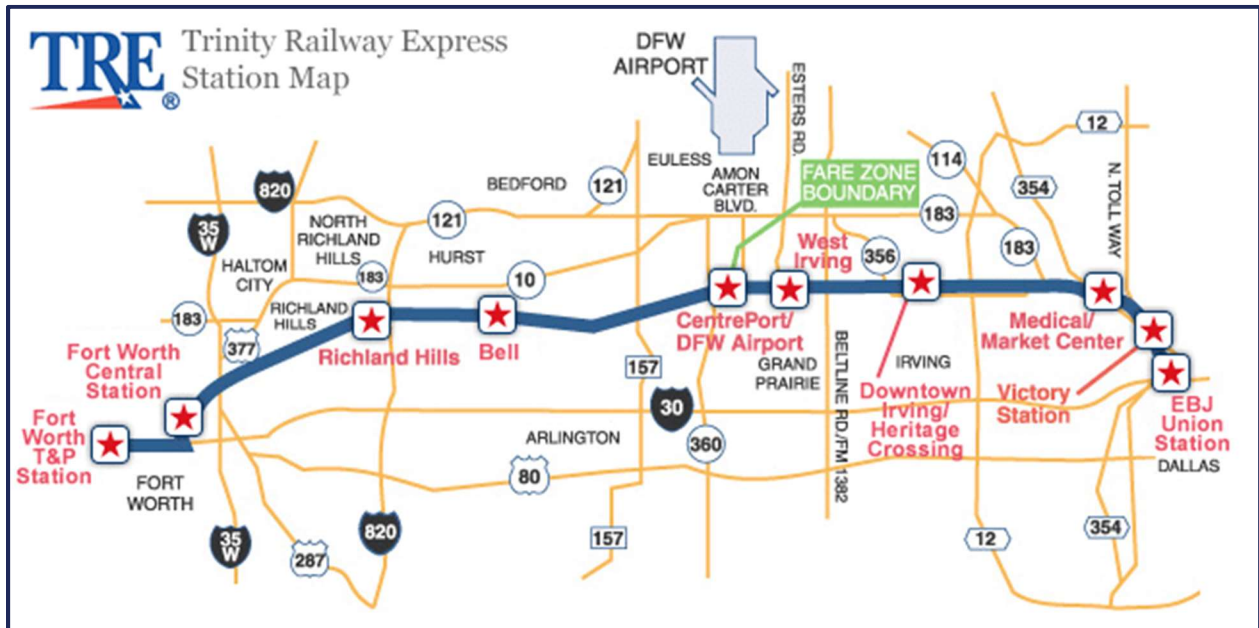 TRE®
Trinity Railway Express
Station Map
DFW
AIRPORT
ESTERS RD.
12
820
BEDFORD
121
EULESS
AMON
CARTER
BLVD.
FARE ZONE
BOUNDARY
114
354
N. TOLL WAY
35
W
NORTH
RICHLAND
HILLS
121
183
HURST
HALTOM
CITY
183
10
West
Irving
356
183
183
RICHLAND
HILLS
377
Richland Hills
Bell
CentrePort/
DFW Airport
Medical/
Market Center
Fort Worth
Central
Station
157
GRAND
PRAIRIE
BELTLINE RD./FM 1382
IRVING
Downtown
Irving/
Heritage
Crossing
Victory
Station
EBJ
Union
Station
DALLAS
Fort
Worth
T&P
Station
FORT
WORTH
30
ARLINGTON
360
80
35
W
287
820
157
12
354